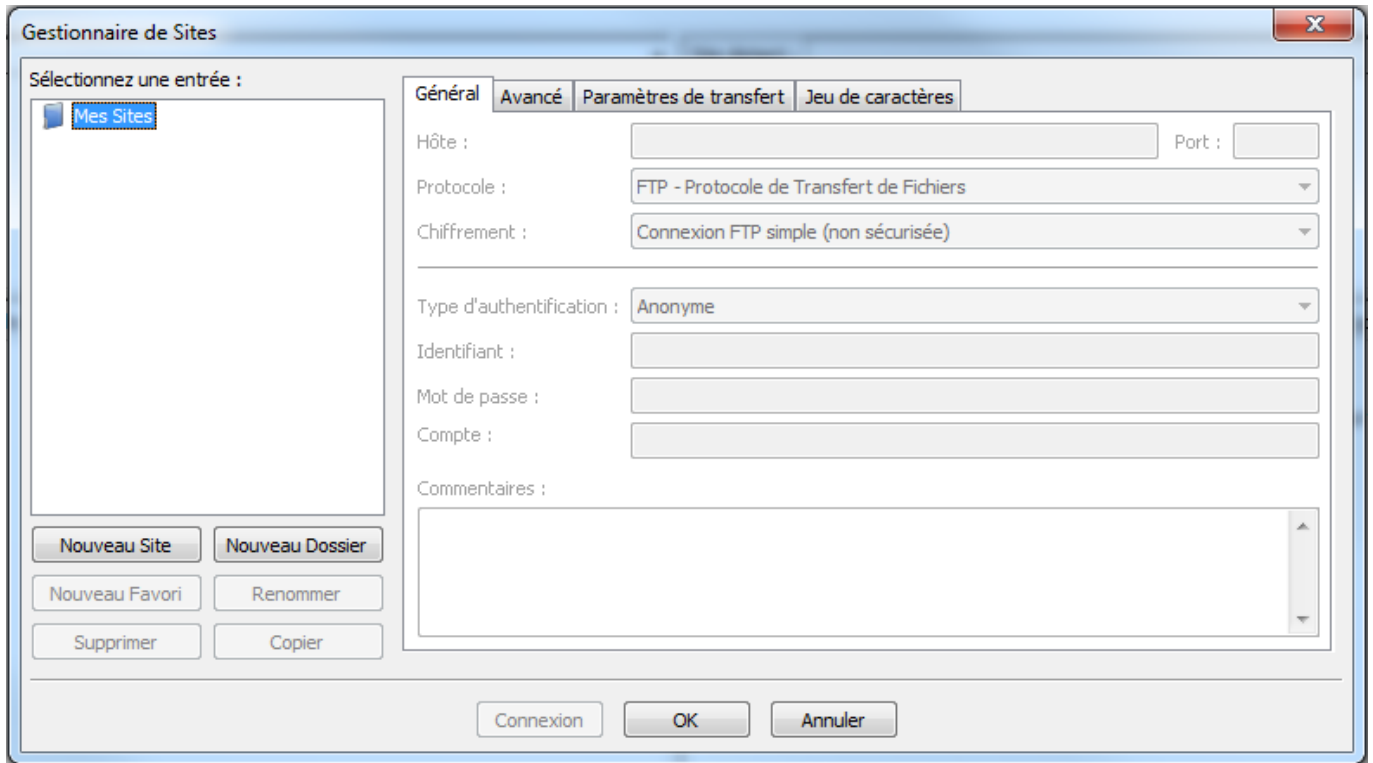 Gestionnaire de Sites
Sélectionnez une entrée :
Mes Sites
Général Avancé Paramètres de transfert Jeu de caractères
Hôte : Port :
Protocole : FTP - Protocole de Transfert de Fichiers
Chiffrement : Connexion FTP simple (non sécurisée)
Type d'authentification : Anonyme
Identifiant :
Mot de passe :
Compte :
Commentaires :
Nouveau Site Nouveau Dossier
Nouveau Favori Renommer
Supprimer Copier
Connexion OK Annuler